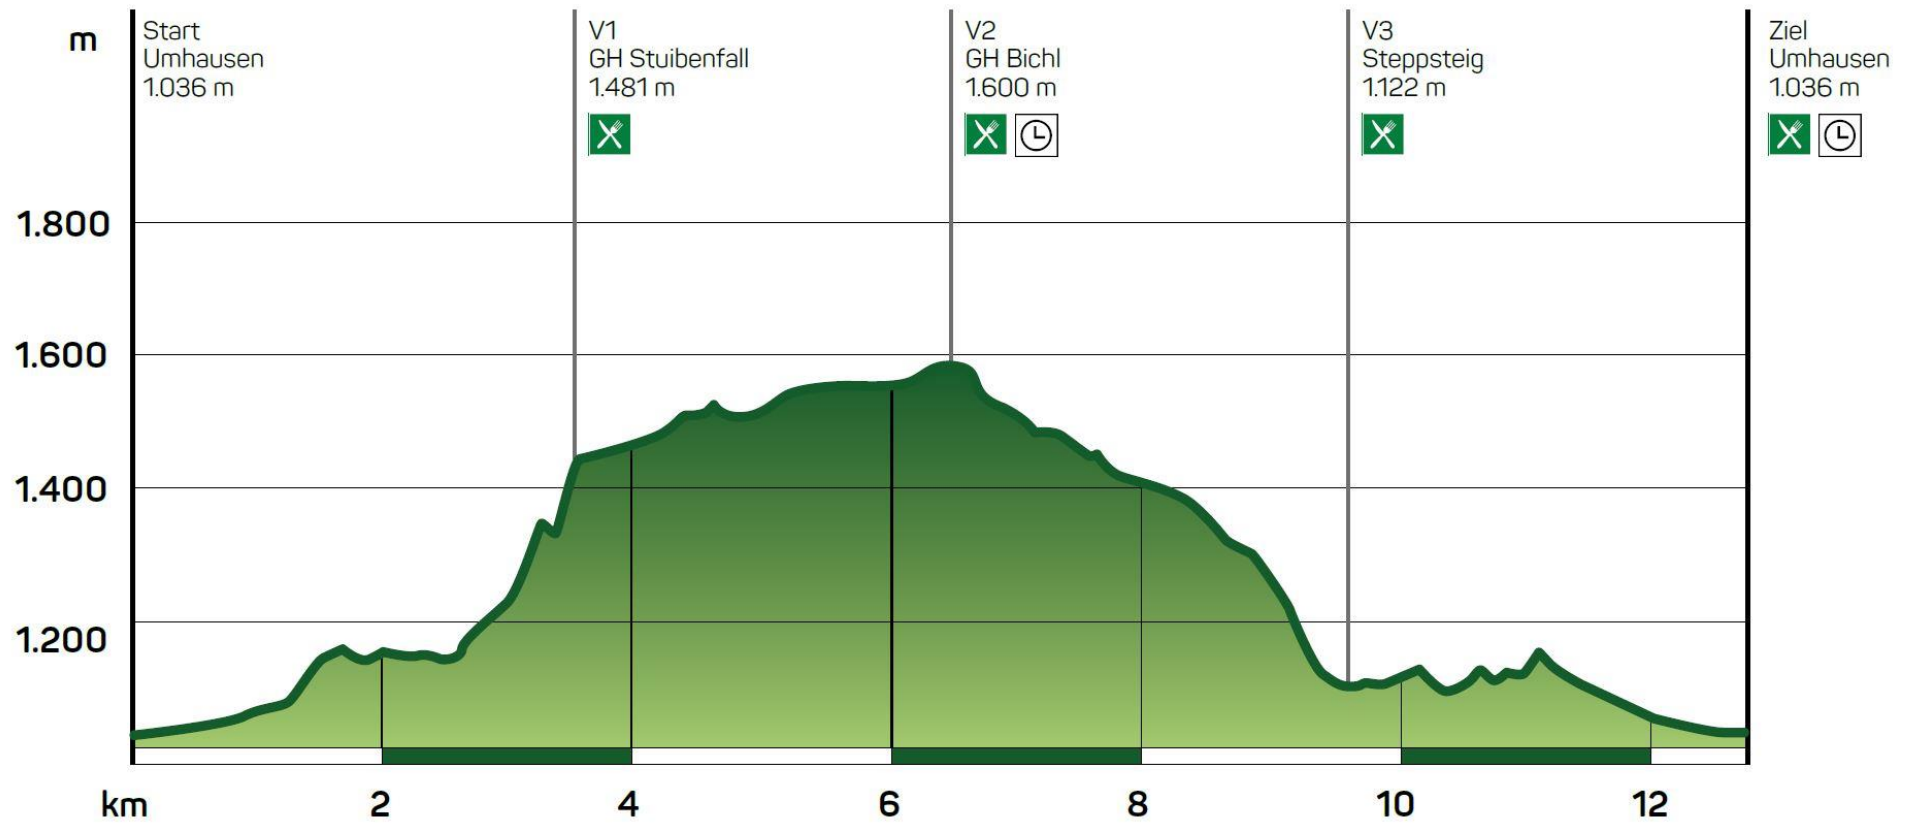 m
Start
Umhausen
1.036 m
V1
GH Stuibenfall
1.481 m
V2
GH Bichl
1.600 m
V3
Steppsteig
1.122 m
Ziel
Umhausen
1.036 m
1.800
1.600
1.400
1.200
km 2 4 6 8 10 12